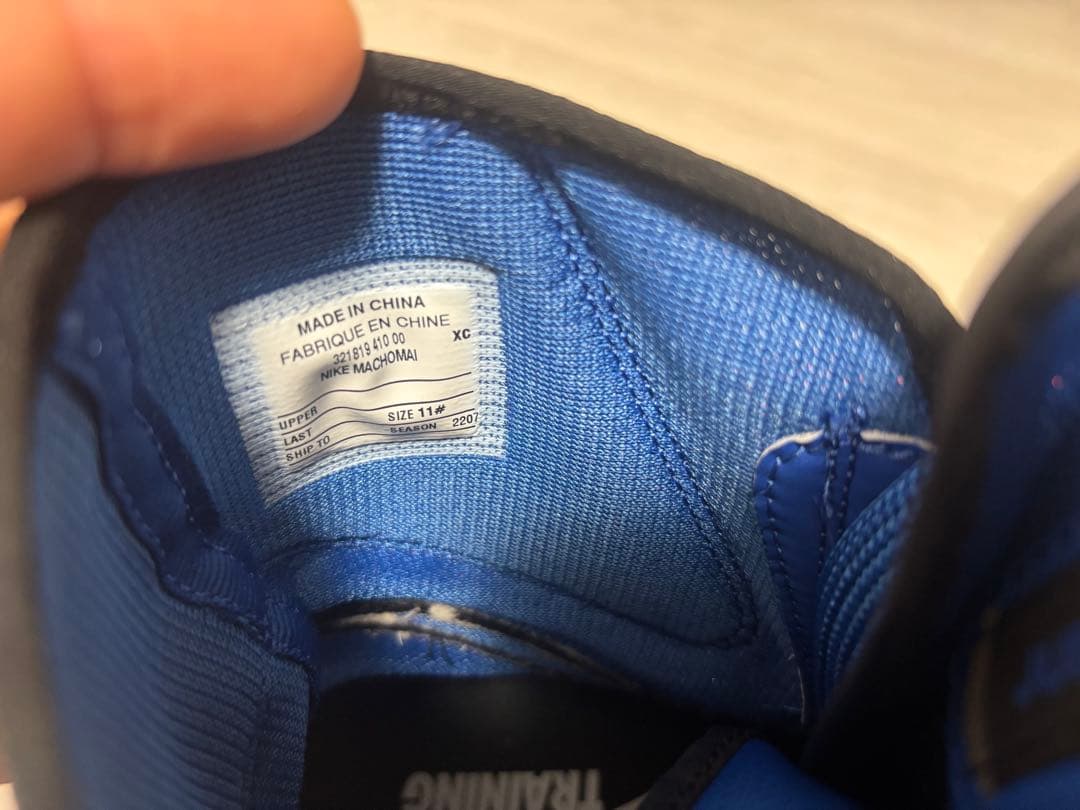 MADE IN CHINA
FABRIQUE EN CHINE
XC
321819 410 00
NIKE MACHOMAI
UPPER
LAST SIZE 11#
SHIP TO SEASON 2207
TRAINING